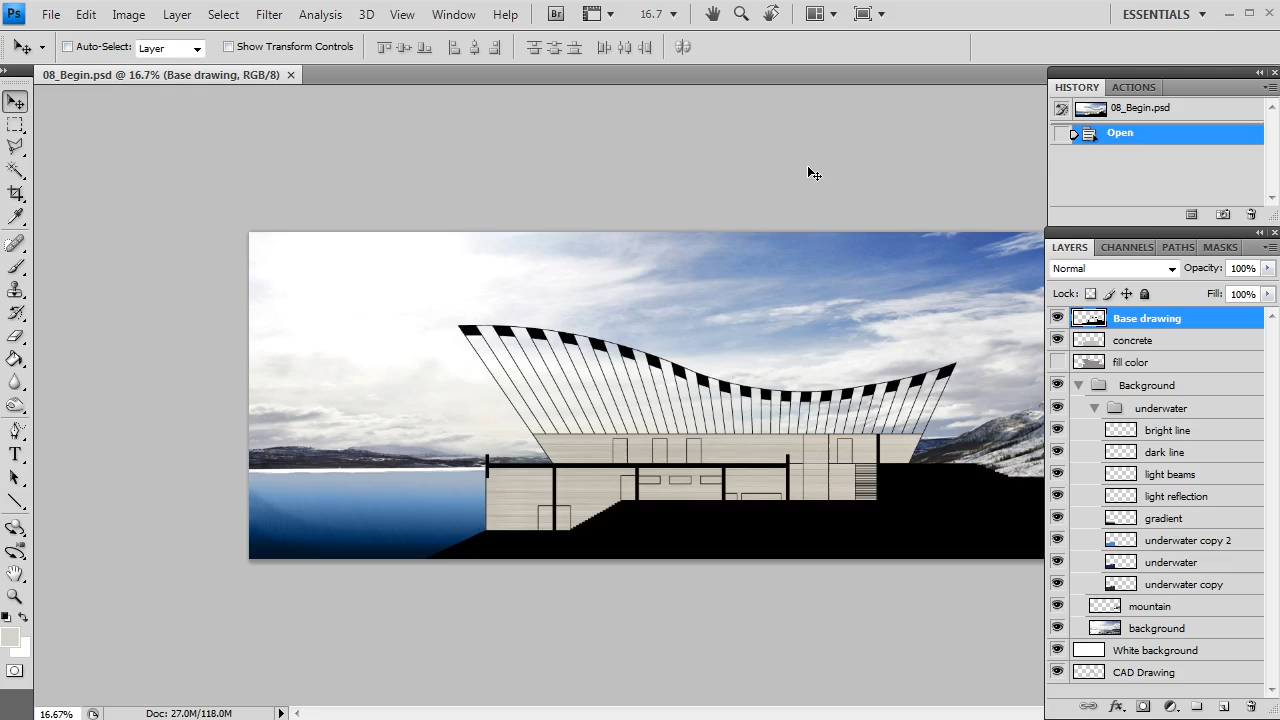 Ps File Edit Image Layer Select Filter Analysis 3D View Window Help Br 16.7 ESSENTIALS
Auto-Select: Layer Show Transform Controls
08_Begin.psd @ 16.7% (Base drawing, RGB/8)
HISTORY ACTIONS
08_Begin.psd
Open
LAYERS CHANNELS PATHS MASKS
Normal Opacity: 100%
Lock: Fill: 100%
Base drawing
concrete
fill color
Background
underwater
bright line
dark line
light beams
light reflection
gradient
underwater copy 2
underwater
underwater copy
mountain
background
White background
CAD Drawing
16.67% Doc: 27.0M/118.0M